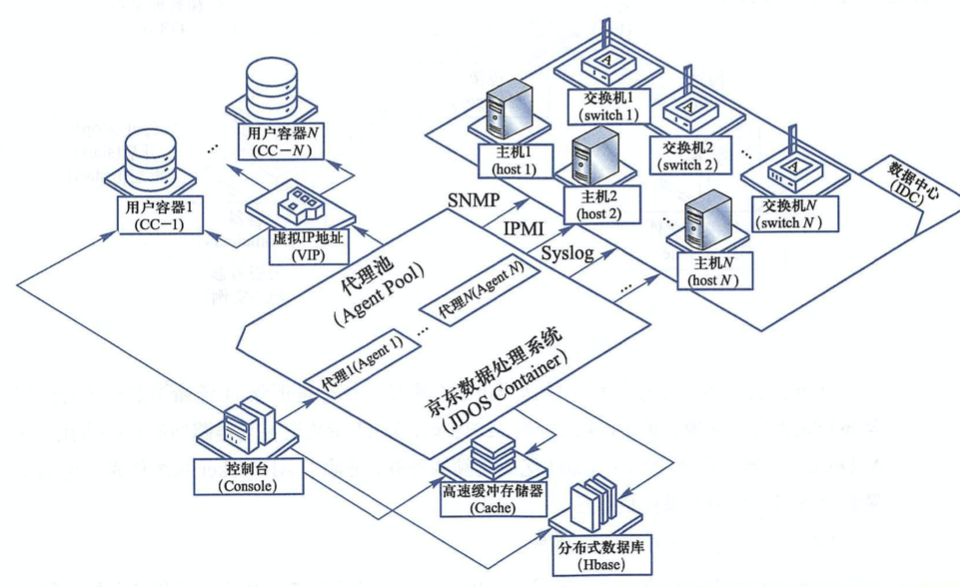 用户容器N
(CC-N)
用户容器1
(CC-1)
虚拟IP地址
(VIP)
交换机1
(switch 1)
主机1
(host 1)
交换机2
(switch 2)
主机2
(host 2)
交换机N
(switch N)
主机N
(host N)
数据中心
(IDC)
SNMP
IPMI
Syslog
...
代理池
(Agent Pool)
代理N(Agent N)
...
代理1(Agent 1)
京东数据处理系统
(JDOS Container)
控制台
(Console)
高速缓冲存储器
(Cache)
分布式数据库
(Hbase)